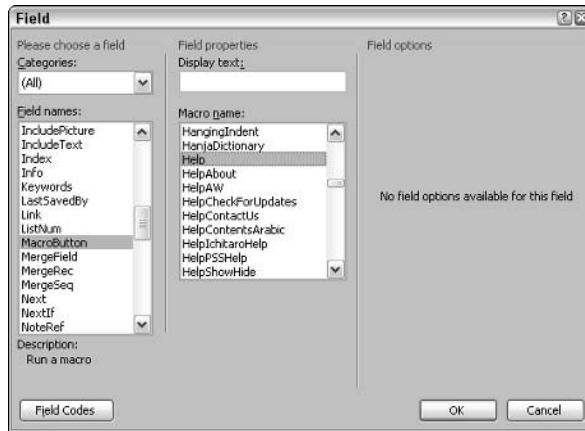 Field
Please choose a field
Categories:
(All)
Field names:
IncludePicture
IncludeText
Index
Info
Keywords
LastSavedBy
Link
ListNum
MacroButton
MergeField
MergeRec
MergeSeq
Next
NextIf
NoteRef
Description:
Run a macro
Field Codes
Field properties
Display text:
Macro name:
HangingIndent
HanjaDictionary
Help
HelpAbout
HelpAW
HelpCheckForUpdates
HelpContactUs
HelpContentsArabic
HelpIchitaroHelp
HelpPSSHelp
HelpShowHide
Field options
No field options available for this field
OK
Cancel